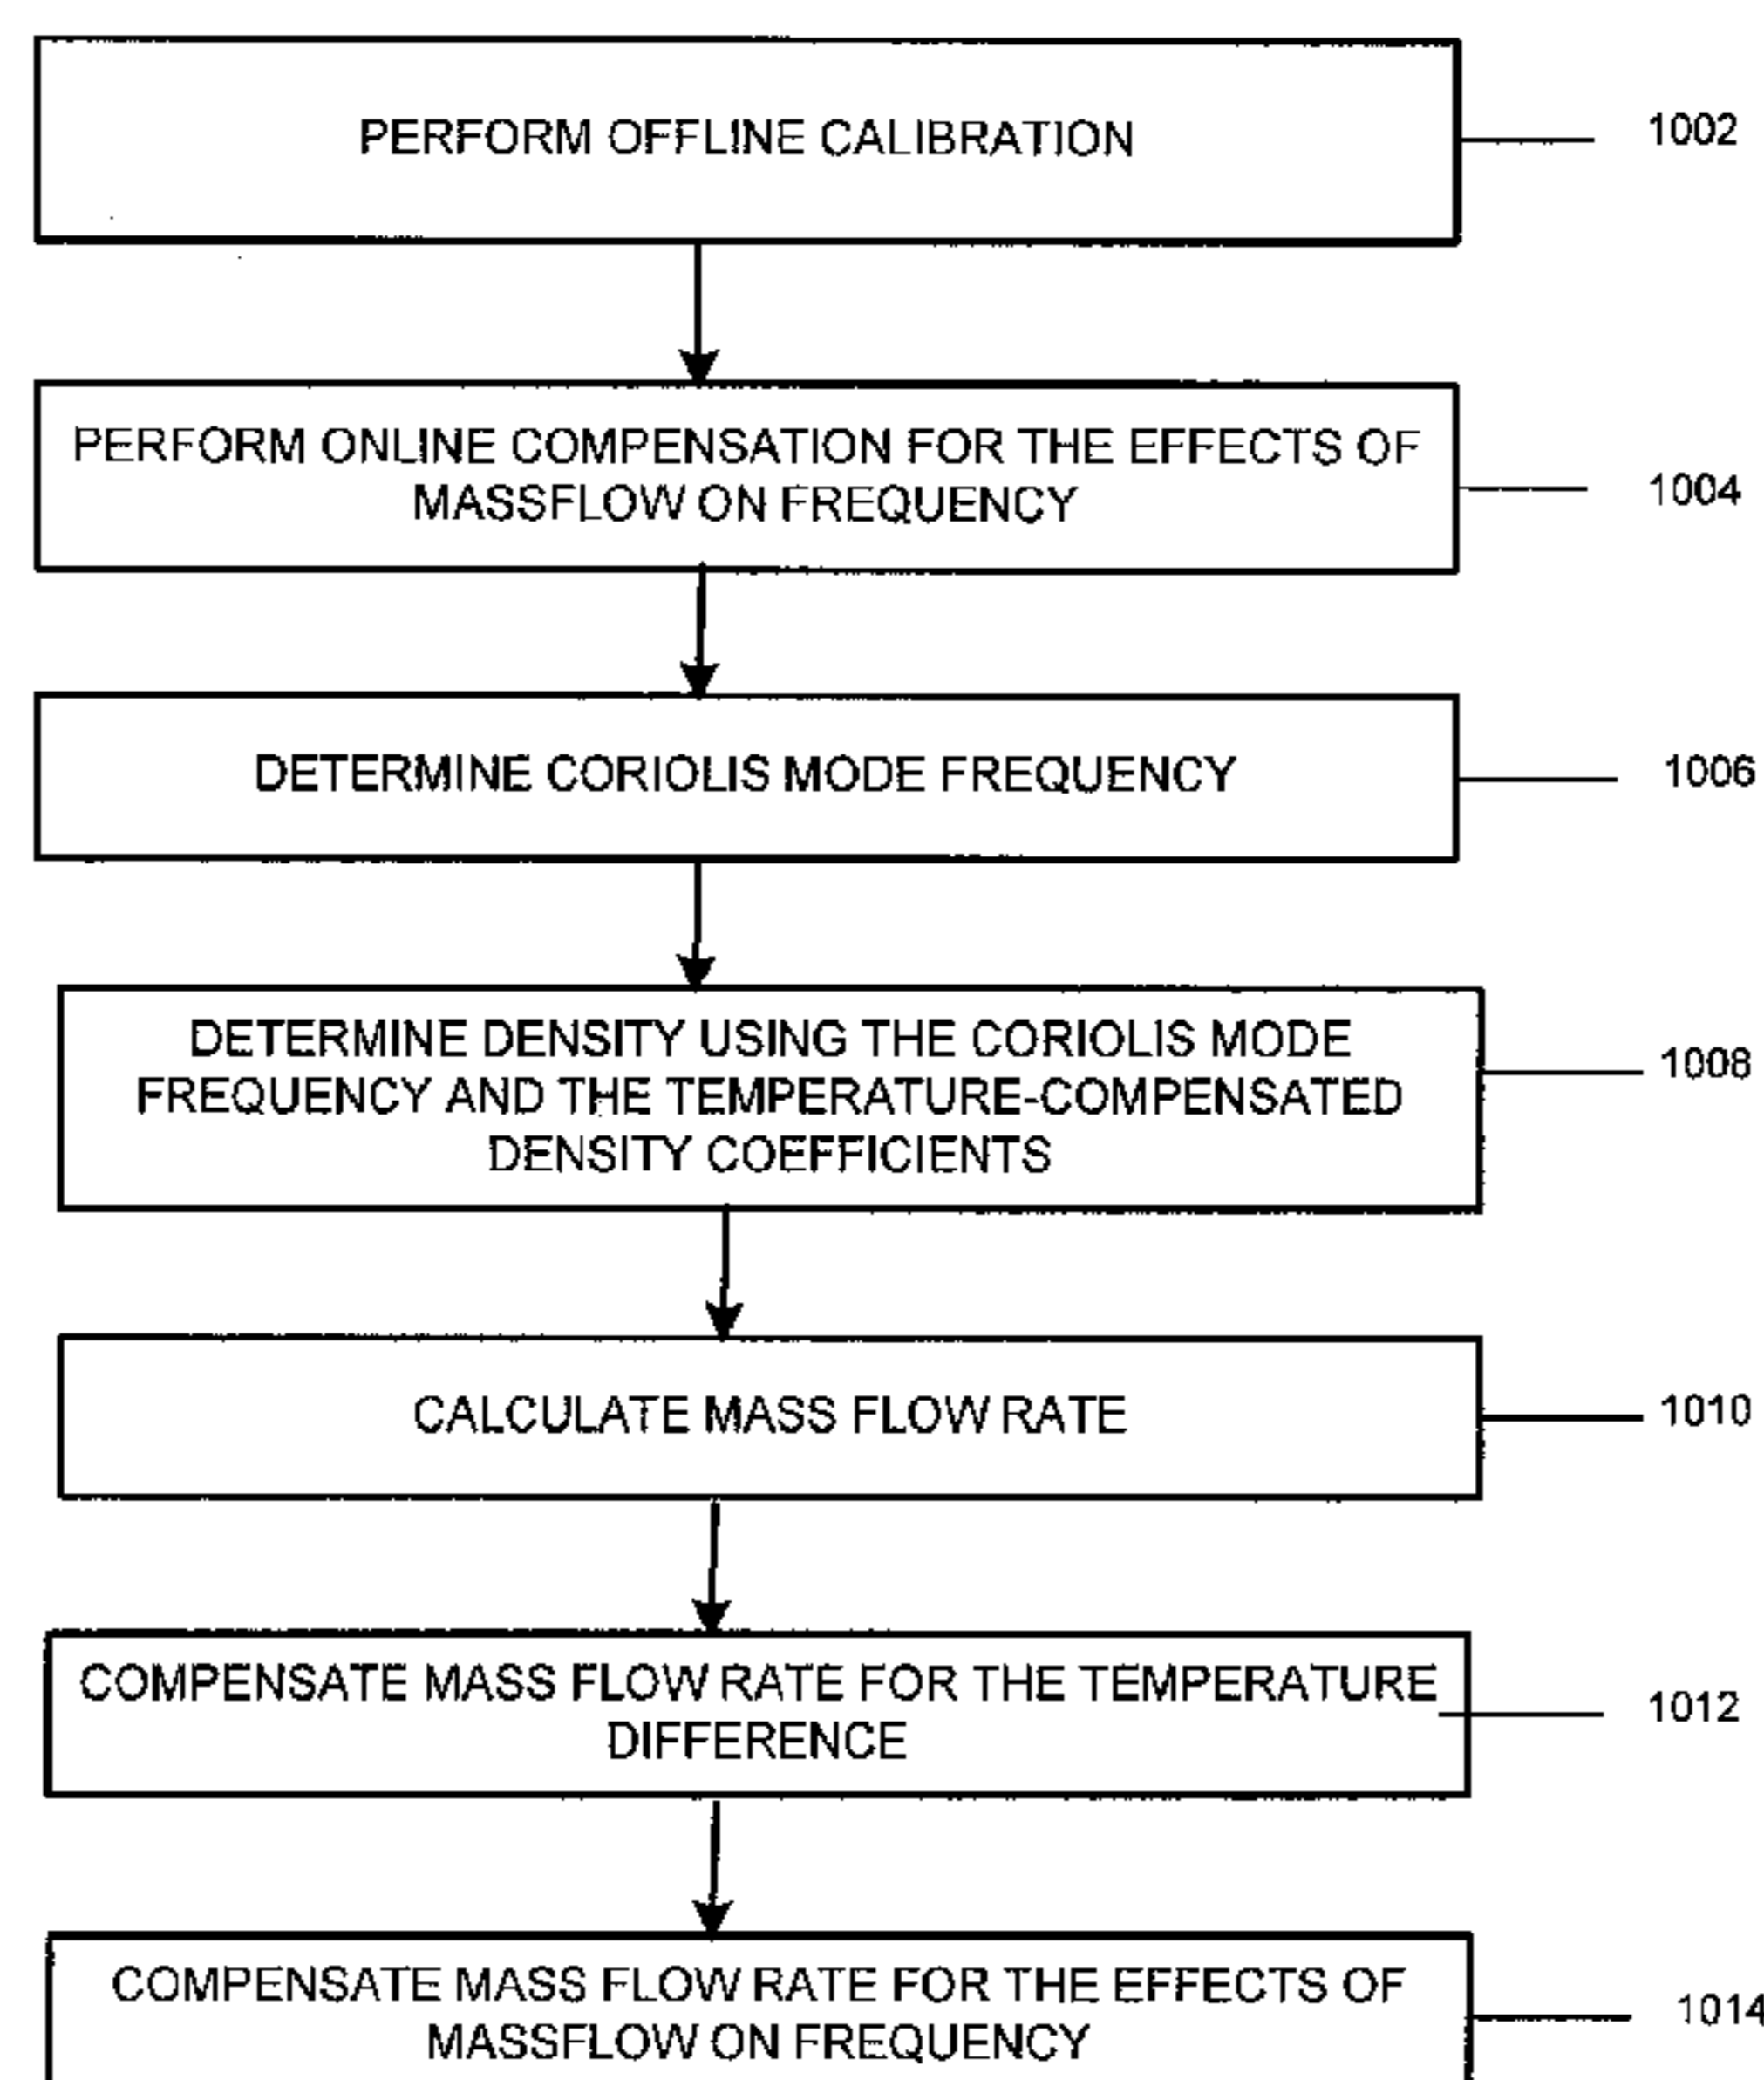 PERFORM OFFLINE CALIBRATION
1002
PERFORM ONLINE COMPENSATION FOR THE EFFECTS OF
MASSFLOW ON FREQUENCY
1004
DETERMINE CORIOLIS MODE FREQUENCY
1006
DETERMINE DENSITY USING THE CORIOLIS MODE
FREQUENCY AND THE TEMPERATURE-COMPENSATED
DENSITY COEFFICIENTS
1008
CALCULATE MASS FLOW RATE
1010
COMPENSATE MASS FLOW RATE FOR THE TEMPERATURE
DIFFERENCE
1012
COMPENSATE MASS FLOW RATE FOR THE EFFECTS OF
MASSFLOW ON FREQUENCY
1014